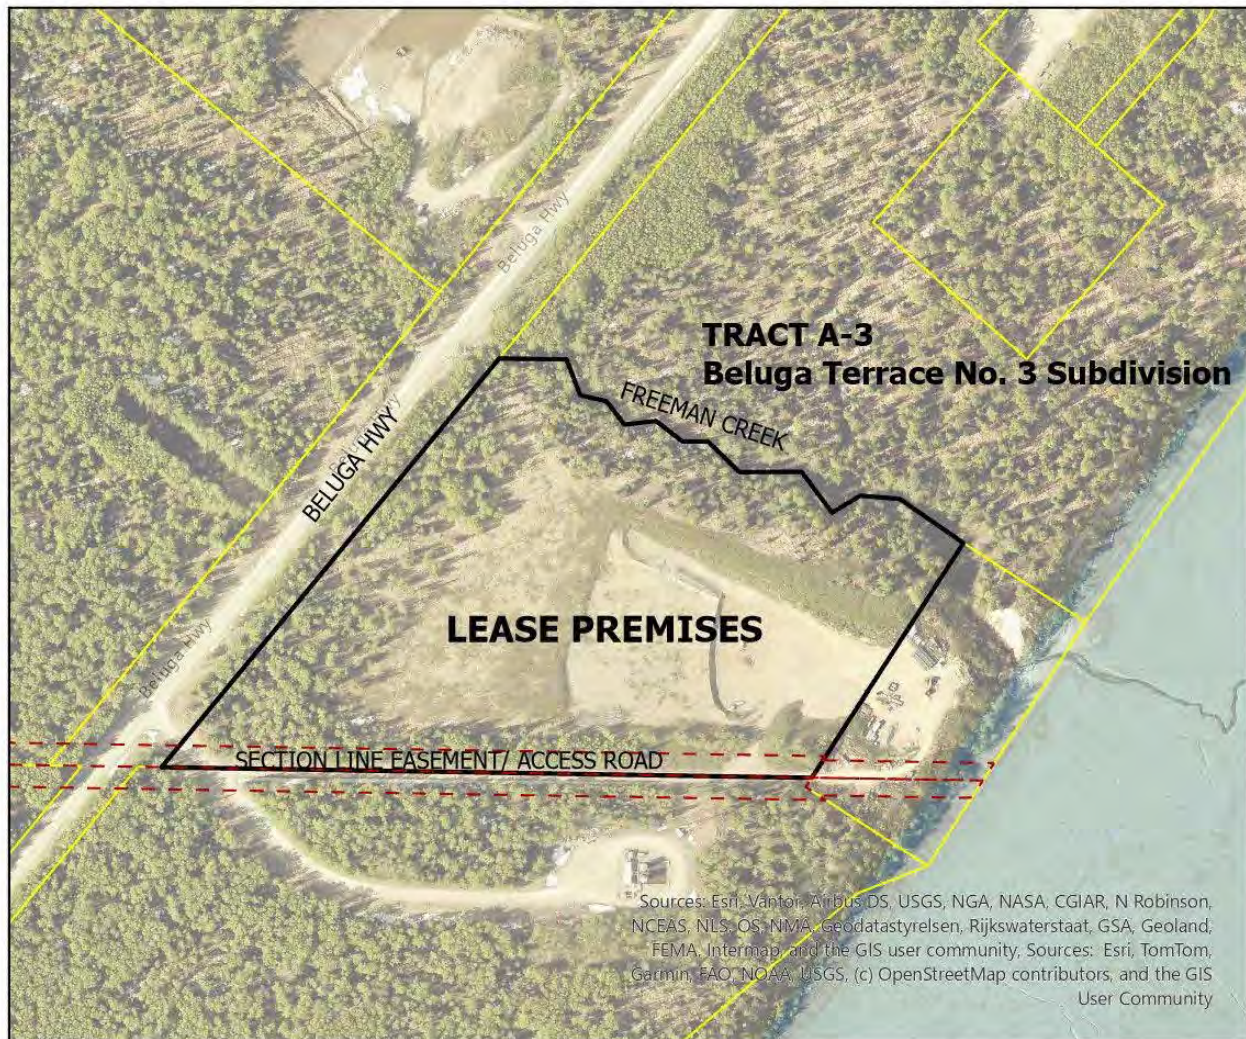 Beluga Hwy
TRACT A-3
Beluga Terrace No. 3 Subdivision
FREEMAN CREEK
BELUGA HWY
LEASE PREMISES
Beluga Hwy
SECTION LINE EASEMENT/ ACCESS ROAD
Sources: Esri, Vantor, Airbus DS, USGS, NGA, NASA, CGIAR, N Robinson,
NCEAS, NLS, OS, NMA, Geodatastyrelsen, Rijkswaterstaat, GSA, Geoland,
FEMA, Intermap, and the GIS user community, Sources: Esri, TomTom,
Garmin, FAO, NOAA, USGS, (c) OpenStreetMap contributors, and the GIS
User Community